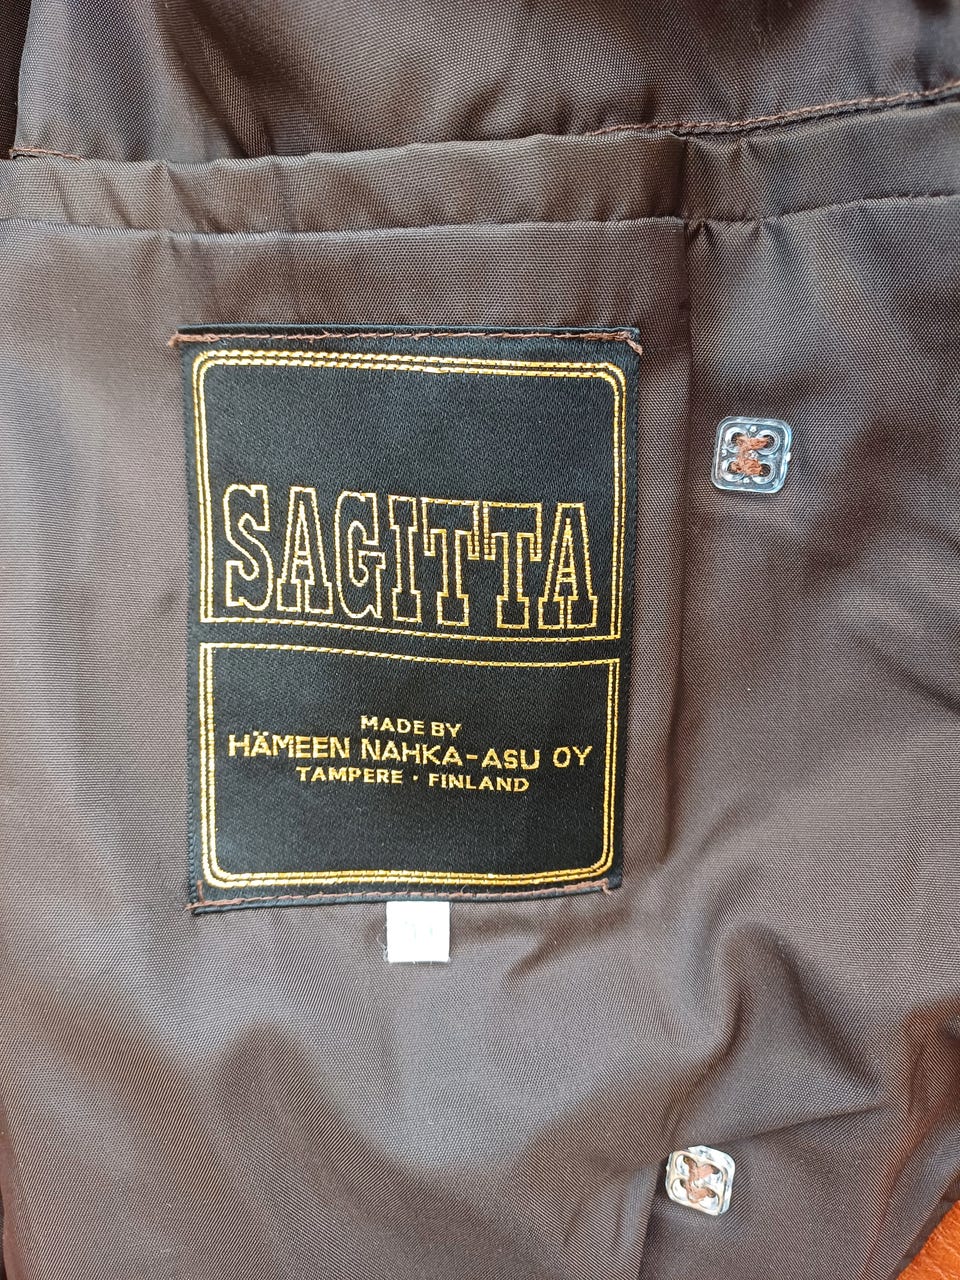 SAGITTA
MADE BY
HÄMEEN NAHKA-ASU OY
TAMPERE · FINLAND